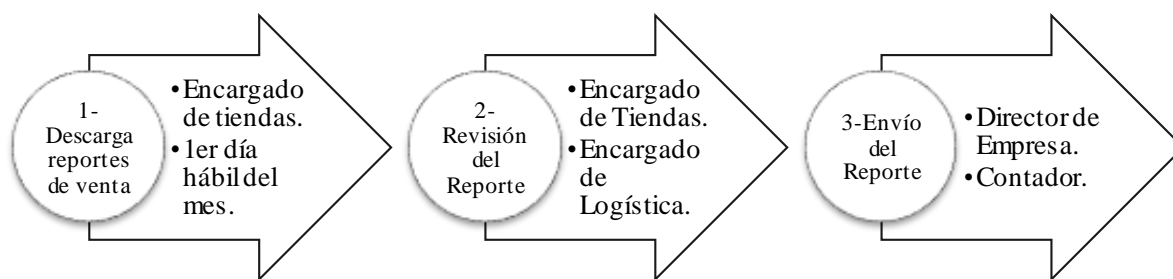 1-
Descarga
reportes
de venta
•Encargado
de tiendas.
•1er día
hábil del
mes.
2-
Revisión
del
Reporte
•Encargado
de Tiendas.
•Encargado
de
Logística.
3-Envío
del
Reporte
•Director de
Empresa.
•Contador.